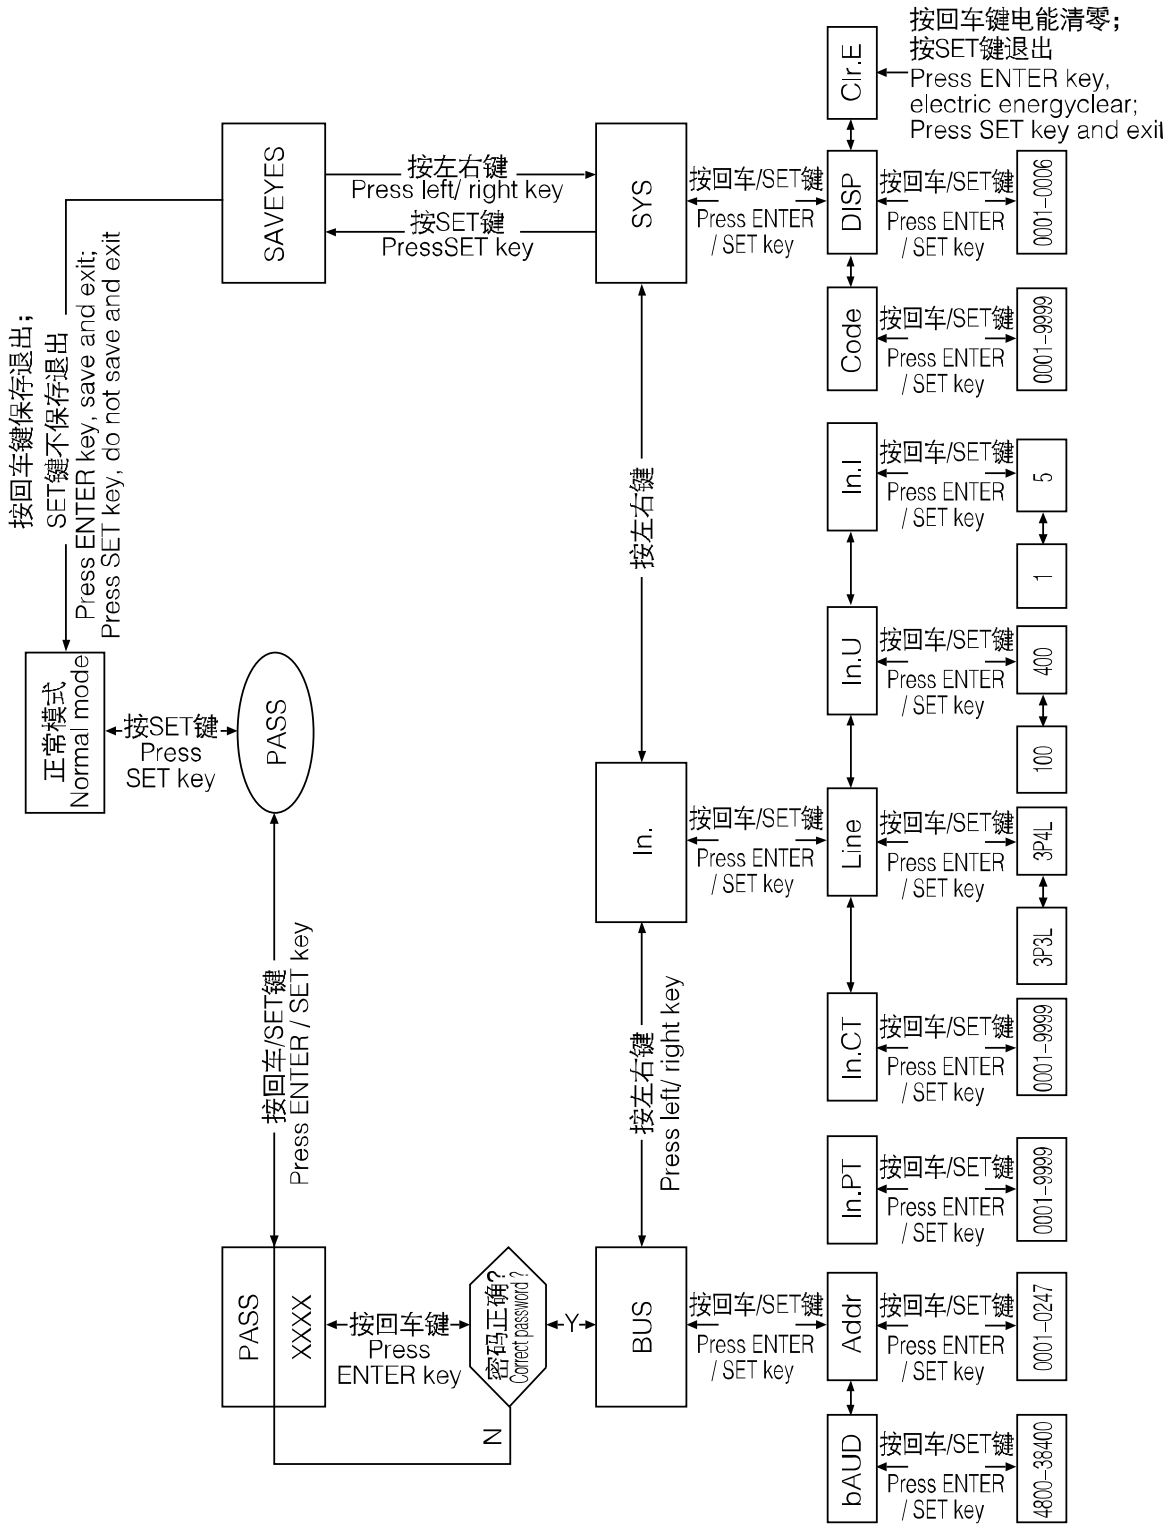 按回车键电能清零;
按SET键退出
Press ENTER key,
electric energyclear;
Press SET key and exit
Clr.E
SAVEYES
按左右键
Press left/ right key
按SET键
PressSET key
SYS
按回车/SET键
Press ENTER
/ SET key
DISP
按回车/SET键
Press ENTER
/ SET key
0001-0006
Code
按回车/SET键
Press ENTER
/ SET key
0001-9999
按回车键保存退出;
SET键不保存退出
Press ENTER key, save and exit;
Press SET key, do not save and exit
正常模式
Normal mode
按SET键
Press
SET key
PASS
按左右键
In.I
按回车/SET键
Press ENTER
/ SET key
5
1
In.U
按回车/SET键
Press ENTER
/ SET key
400
100
In.
按回车/SET键
Press ENTER
/ SET key
Line
按回车/SET键
Press ENTER
/ SET key
3P4L
3P3L
按回车/SET键
Press ENTER / SET key
按左右键
Press left/ right key
In.CT
按回车/SET键
Press ENTER
/ SET key
0001-9999
In.PT
按回车/SET键
Press ENTER
/ SET key
0001-9999
PASS
XXXX
按回车键
Press
ENTER key
密码正确?
Correct password ?
Y
N
BUS
按回车/SET键
Press ENTER
/ SET key
Addr
按回车/SET键
Press ENTER
/ SET key
0001-0247
bAUD
按回车/SET键
Press ENTER
/ SET key
4800-38400